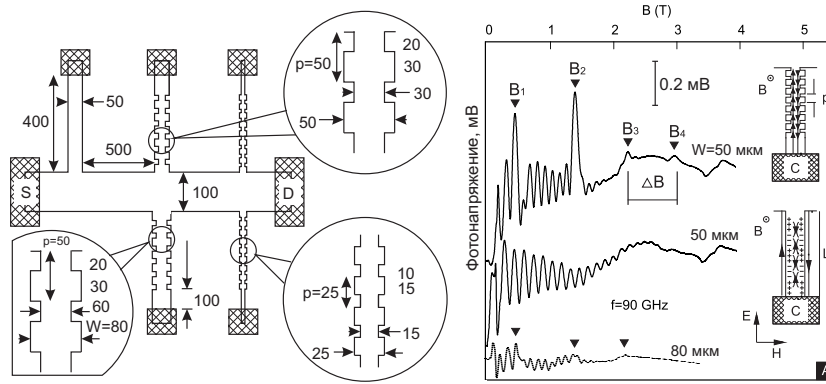 p=50
20
30
30
50
50
400
500
100
S
D
p=50
20
30
60
W=80
100
p=25
10
15
15
25
B (T)
0 1 2 3 4 5
B₁
B₂
B₃
B₄
0.2 мВ
W=50 мкм
ΔB
50 мкм
f=90 GHz
80 мкм
Фотонапряжение, мВ
B
p
C
B
L
C
E
H
A